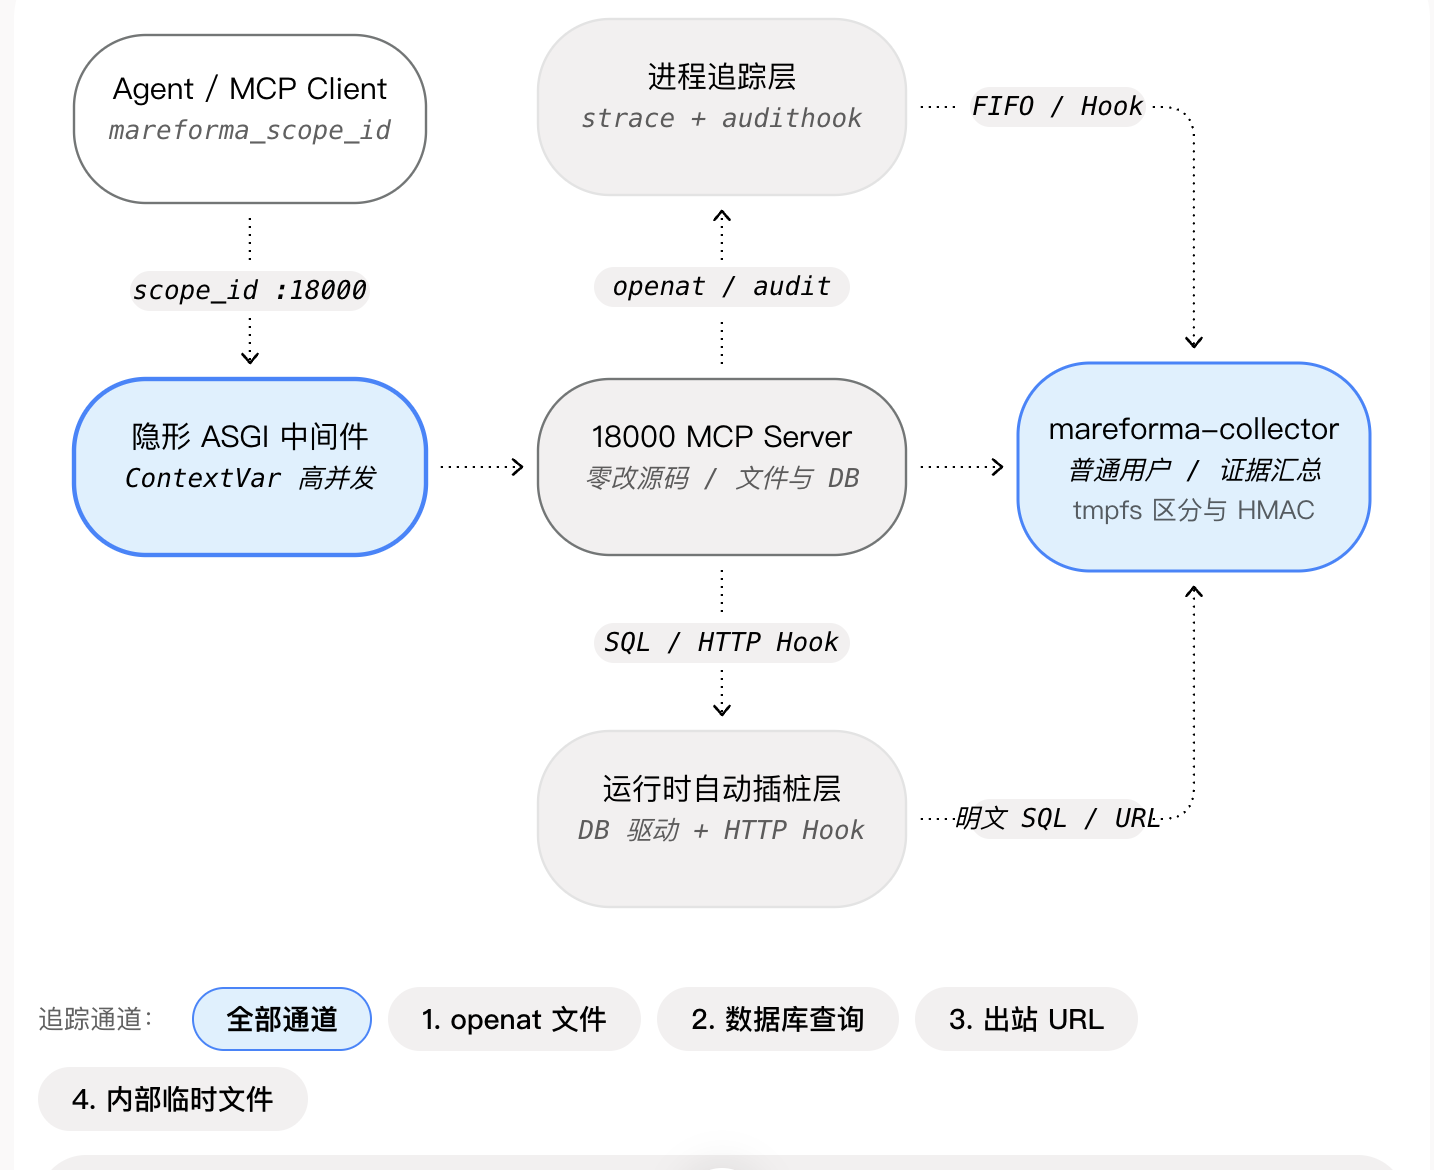 Agent / MCP Client
mareforma_scope_id
进程追踪层
strace + audithook
FIFO / Hook
scope_id :18000
openat / audit
隐形 ASGI 中间件
ContextVar 高并发
18000 MCP Server
零改源码 / 文件与 DB
mareforma-collector
普通用户 / 证据汇总
tmpfs 区分与 HMAC
SQL / HTTP Hook
运行时自动插桩层
DB 驱动 + HTTP Hook
明文 SQL / URL
追踪通道:
全部通道
1. openat 文件
2. 数据库查询
3. 出站 URL
4. 内部临时文件